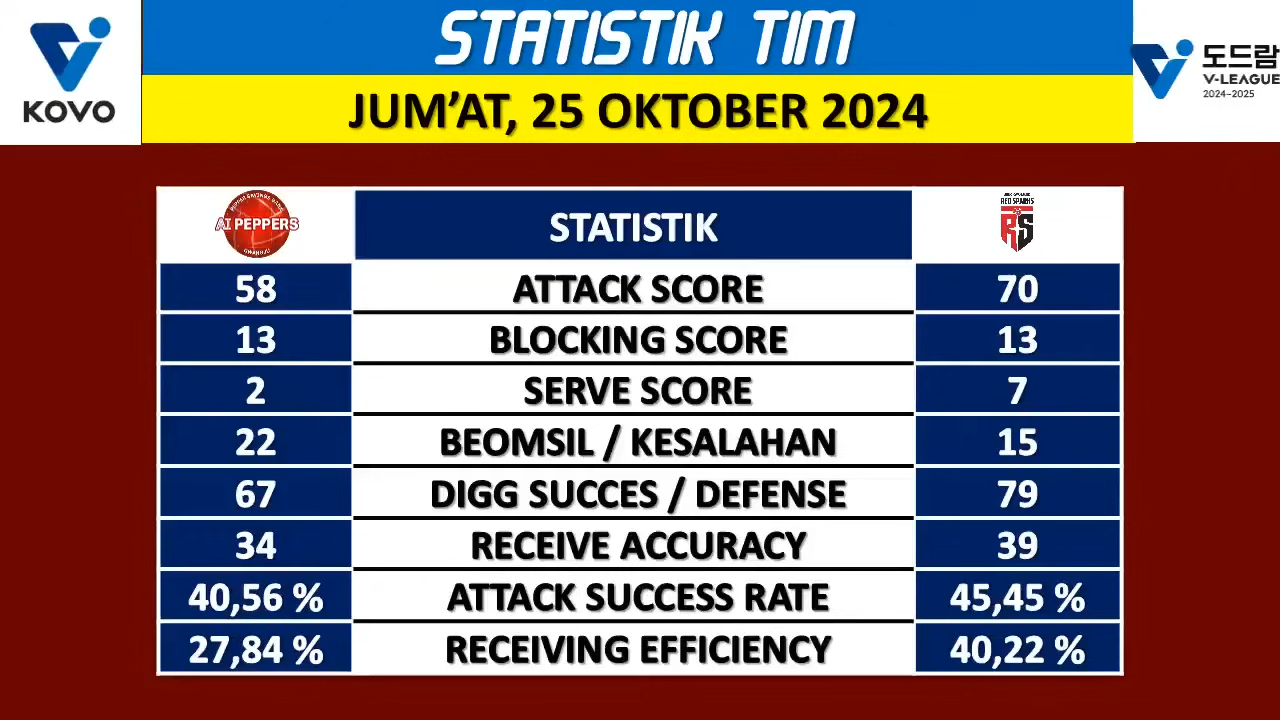 STATISTIK TIM
KOVO
도드람
V-LEAGUE
2024-2025
JUM'AT, 25 OKTOBER 2024
AI PEPPERS
STATISTIK
RED SPARKS
RS
58 ATTACK SCORE 70
13 BLOCKING SCORE 13
2 SERVE SCORE 7
22 BEOMSIL / KESALAHAN 15
67 DIGG SUCCES / DEFENSE 79
34 RECEIVE ACCURACY 39
40,56 % ATTACK SUCCESS RATE 45,45 %
27,84 % RECEIVING EFFICIENCY 40,22 %